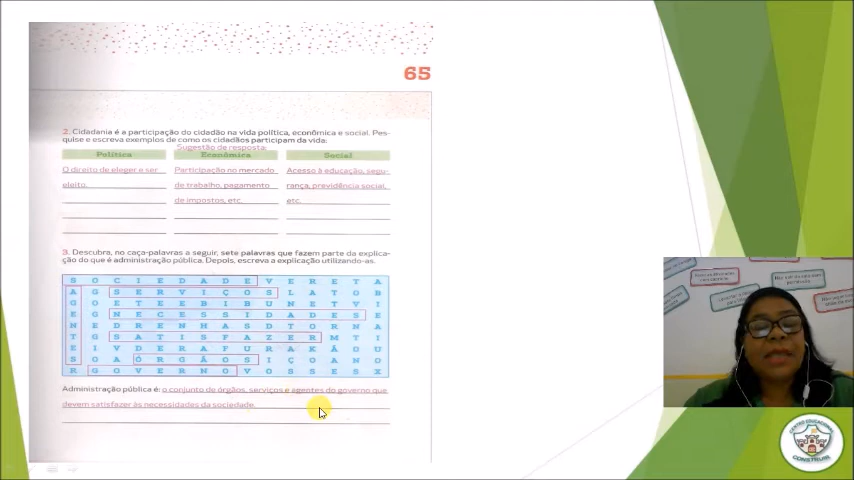 65
2. Cidadania é a participação do cidadão na vida política, econômica e social. Pes-
quise e escreva exemplos de como os cidadãos participam da vida:
Sugestão de resposta:
Política Econômica Social
O direito de eleger e ser Participação no mercado Acesso à educação, segu-
eleito. de trabalho, pagamento rança, previdência social,
de impostos, etc. etc.
3. Descubra, no caça-palavras a seguir, sete palavras que fazem parte da explica-
ção do que é administração pública. Depois, escreva a explicação utilizando-as.
S O C I E D A D E V E R E T A
A G S E R V I Ç O S L A T O B
G O E T E E B I B U N E T V I
E G N E C E S S I D A D E S E
N E D R E N H A S D T O R N A
T G S A T I S F A Z E R M T I
E I V D E R A F U R A K Ã O U
S O A Ó R G Ã O S I Ç O A N O
R G O V E R N O V O S S E S X
Administração pública é: o conjunto de órgãos, serviços e agentes do governo que
devem satisfazer às necessidades da sociedade.
CENTRO EDUCACIONAL
CONSTRUIR